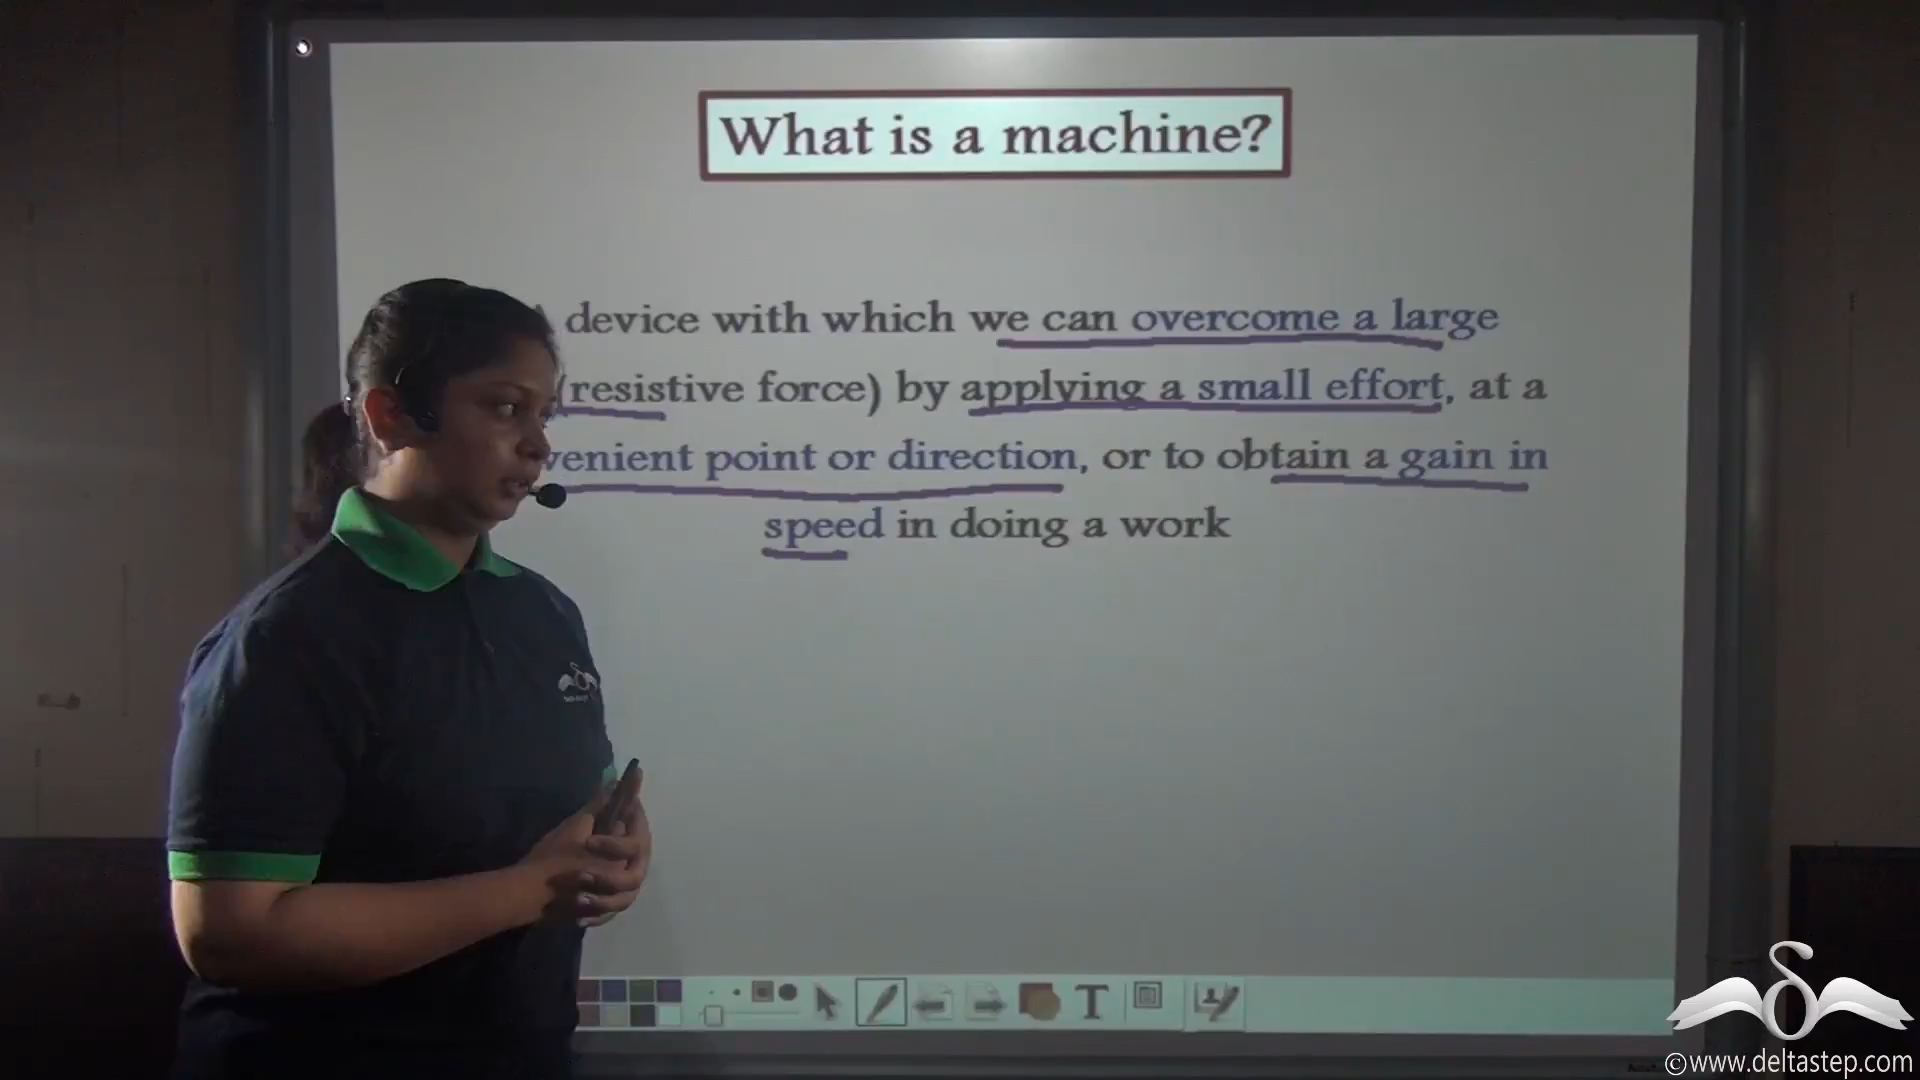 What is a machine?
A device with which we can overcome a large
(resistive force) by applying a small effort, at a
venient point or direction, or to obtain a gain in
speed in doing a work
T
©www.deltastep.com